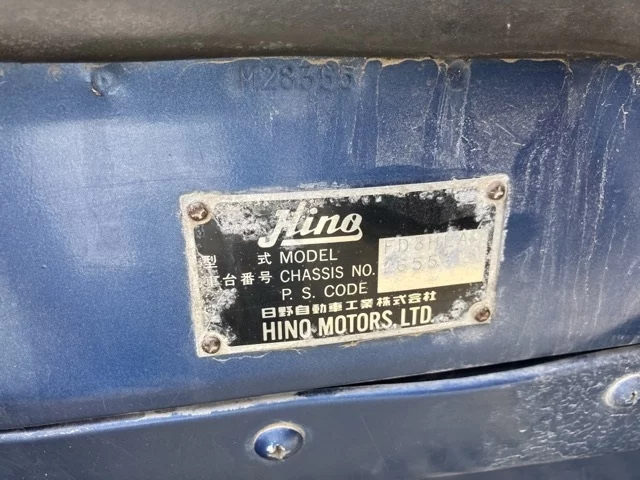 M28385
Hino
型 式 MODEL
車台番号 CHASSIS NO.
P. S. CODE
日野自動車工業株式会社
HINO MOTORS, LTD.